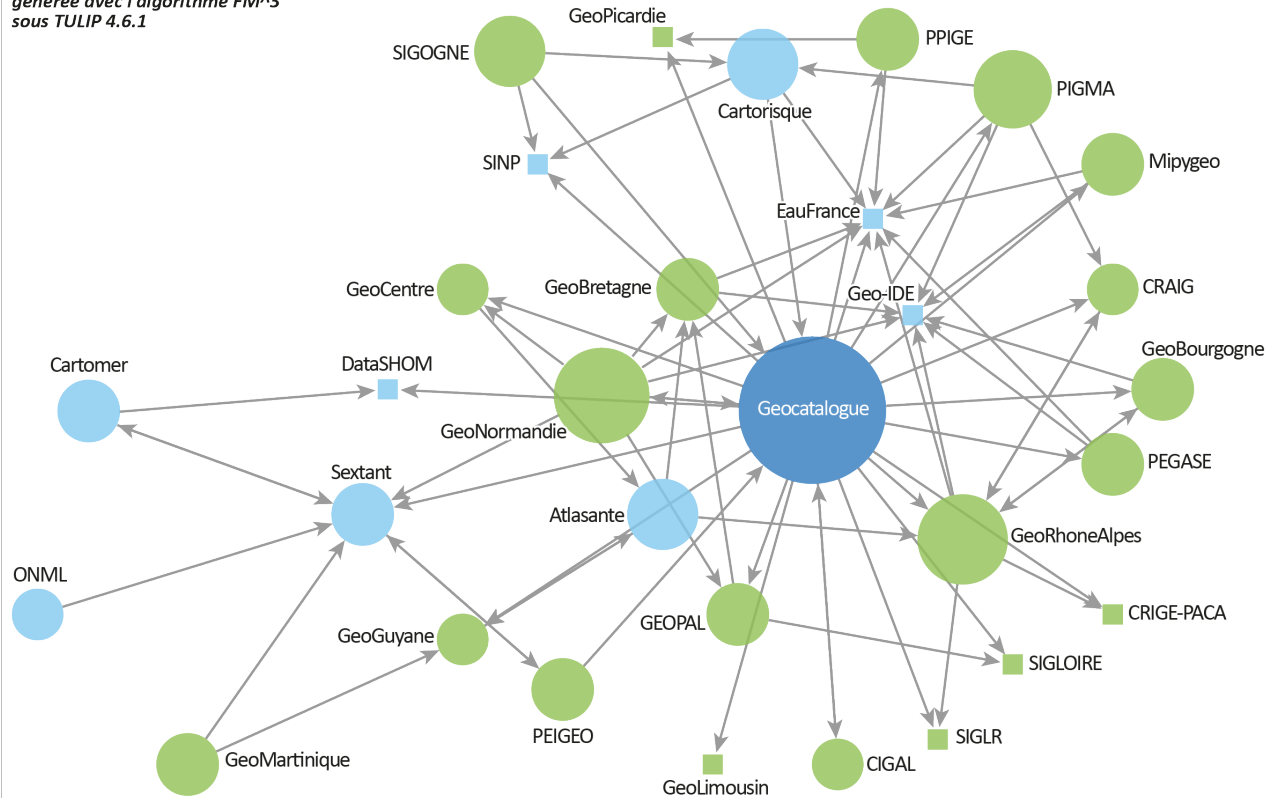 sous TULIP 4.6.1
GeoPicardie
SIGOGNE
PPIGE
PIGMA
Cartorisque
SINP
Mipygeo
EauFrance
GeoCentre
GeoBretagne
Geo-IDE
CRAIG
Cartomer
DataSHOM
GeoBourgogne
Geocatalogue
GeoNormandie
PEGASE
Sextant
Atlasante
GeoRhoneAlpes
ONML
CRIGE-PACA
GeoGuyane
GEOPAL
SIGLOIRE
PEIGEO
SIGLR
GeoMartinique
CIGAL
GeoLimousin